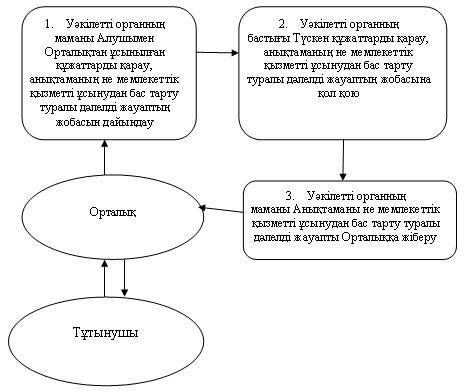 1. Уәкілетті органның
маманы Алушымен
Орталықтан ұсынылған
құжаттарды қарау,
анықтаманың не мемлекеттік
қызметті ұсынудан бас тарту
туралы дәлелді жауаптың
жобасын дайындау
2. Уәкілетті органның
бастығы Түскен құжаттарды қарау,
анықтаманың не мемлекеттік
қызметті ұсынудан бас тарту
туралы дәлелді жауаптың жобасына
қол қою
3. Уәкілетті органның
маманы Анықтаманы не мемлекеттік
қызметті ұсынудан бас тарту туралы
дәлелді жауапты Орталыққа жіберу
Орталық
Тұтынушы